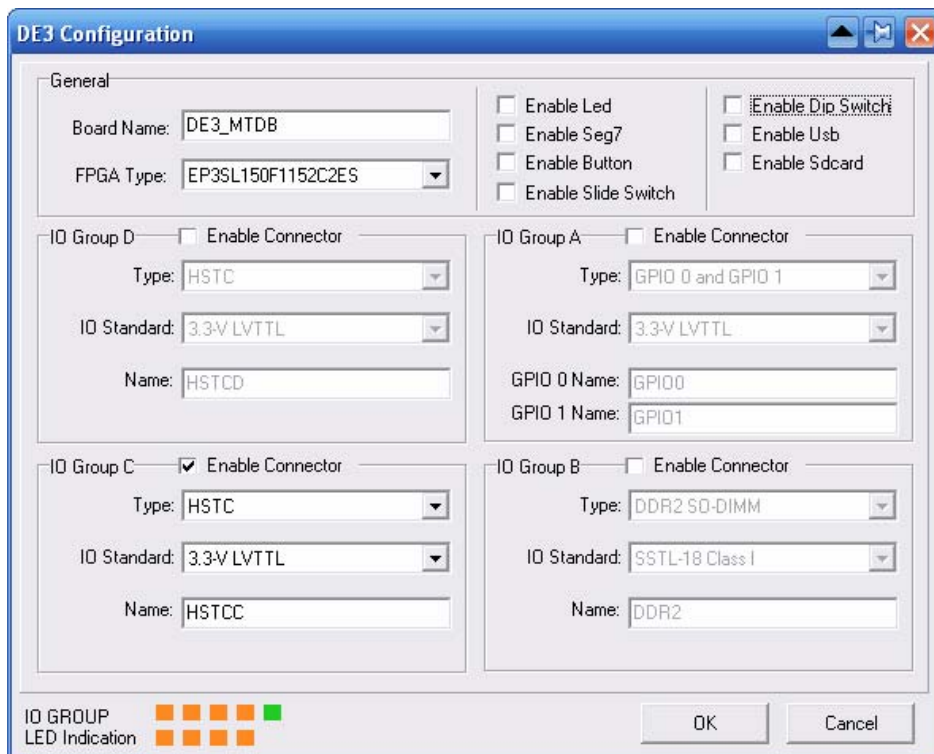 DE3 Configuration
General
Board Name: DE3_MTDB
FPGA Type: EP3SL150F1152C2ES
Enable Led
Enable Seg7
Enable Button
Enable Slide Switch
Enable Dip Switch
Enable Usb
Enable Sdcard
IO Group D Enable Connector
Type: HSTC
IO Standard: 3.3-V LVTTL
Name: HSTCD
IO Group A Enable Connector
Type: GPIO 0 and GPIO 1
IO Standard: 3.3-V LVTTL
GPIO 0 Name: GPIO0
GPIO 1 Name: GPIO1
IO Group C Enable Connector
Type: HSTC
IO Standard: 3.3-V LVTTL
Name: HSTCC
IO Group B Enable Connector
Type: DDR2 SO-DIMM
IO Standard: SSTL-18 Class I
Name: DDR2
IO GROUP
LED Indication
OK
Cancel